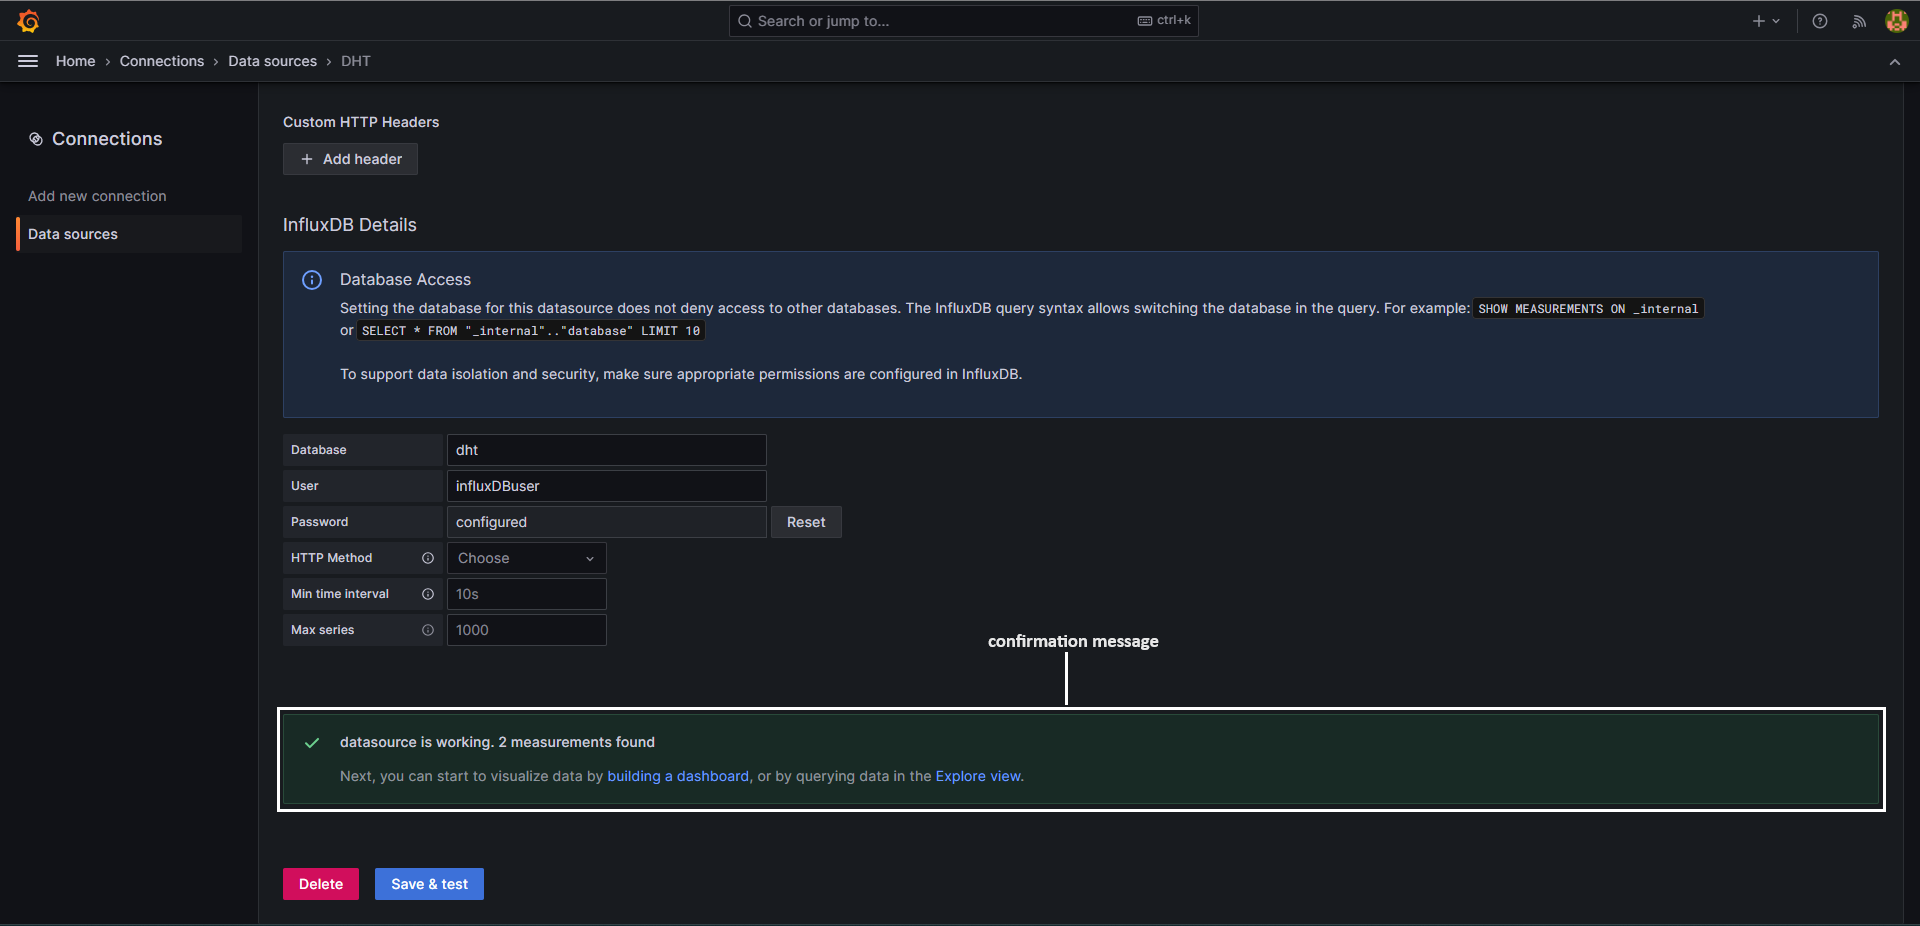 Search or jump to...
ctrl+k
Home › Connections › Data sources › DHT
Connections
Add new connection
Data sources
Custom HTTP Headers
+ Add header
InfluxDB Details
Database Access
Setting the database for this datasource does not deny access to other databases. The InfluxDB query syntax allows switching the database in the query. For example: SHOW MEASUREMENTS ON _internal
or SELECT * FROM "_internal".."database" LIMIT 10
To support data isolation and security, make sure appropriate permissions are configured in InfluxDB.
Database dht
User influxDBuser
Password configured Reset
HTTP Method Choose
Min time interval 10s
Max series 1000
confirmation message
datasource is working. 2 measurements found
Next, you can start to visualize data by building a dashboard, or by querying data in the Explore view.
Delete Save & test